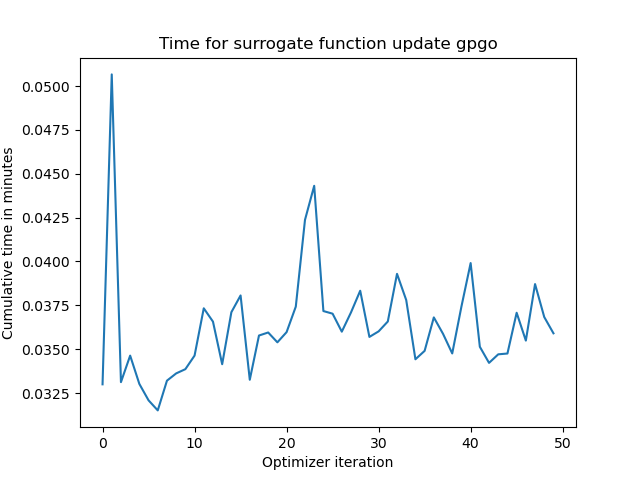 Time for surrogate function update gpgo
Cumulative time in minutes
0.0500
0.0475
0.0450
0.0425
0.0400
0.0375
0.0350
0.0325
0 10 20 30 40 50
Optimizer iteration